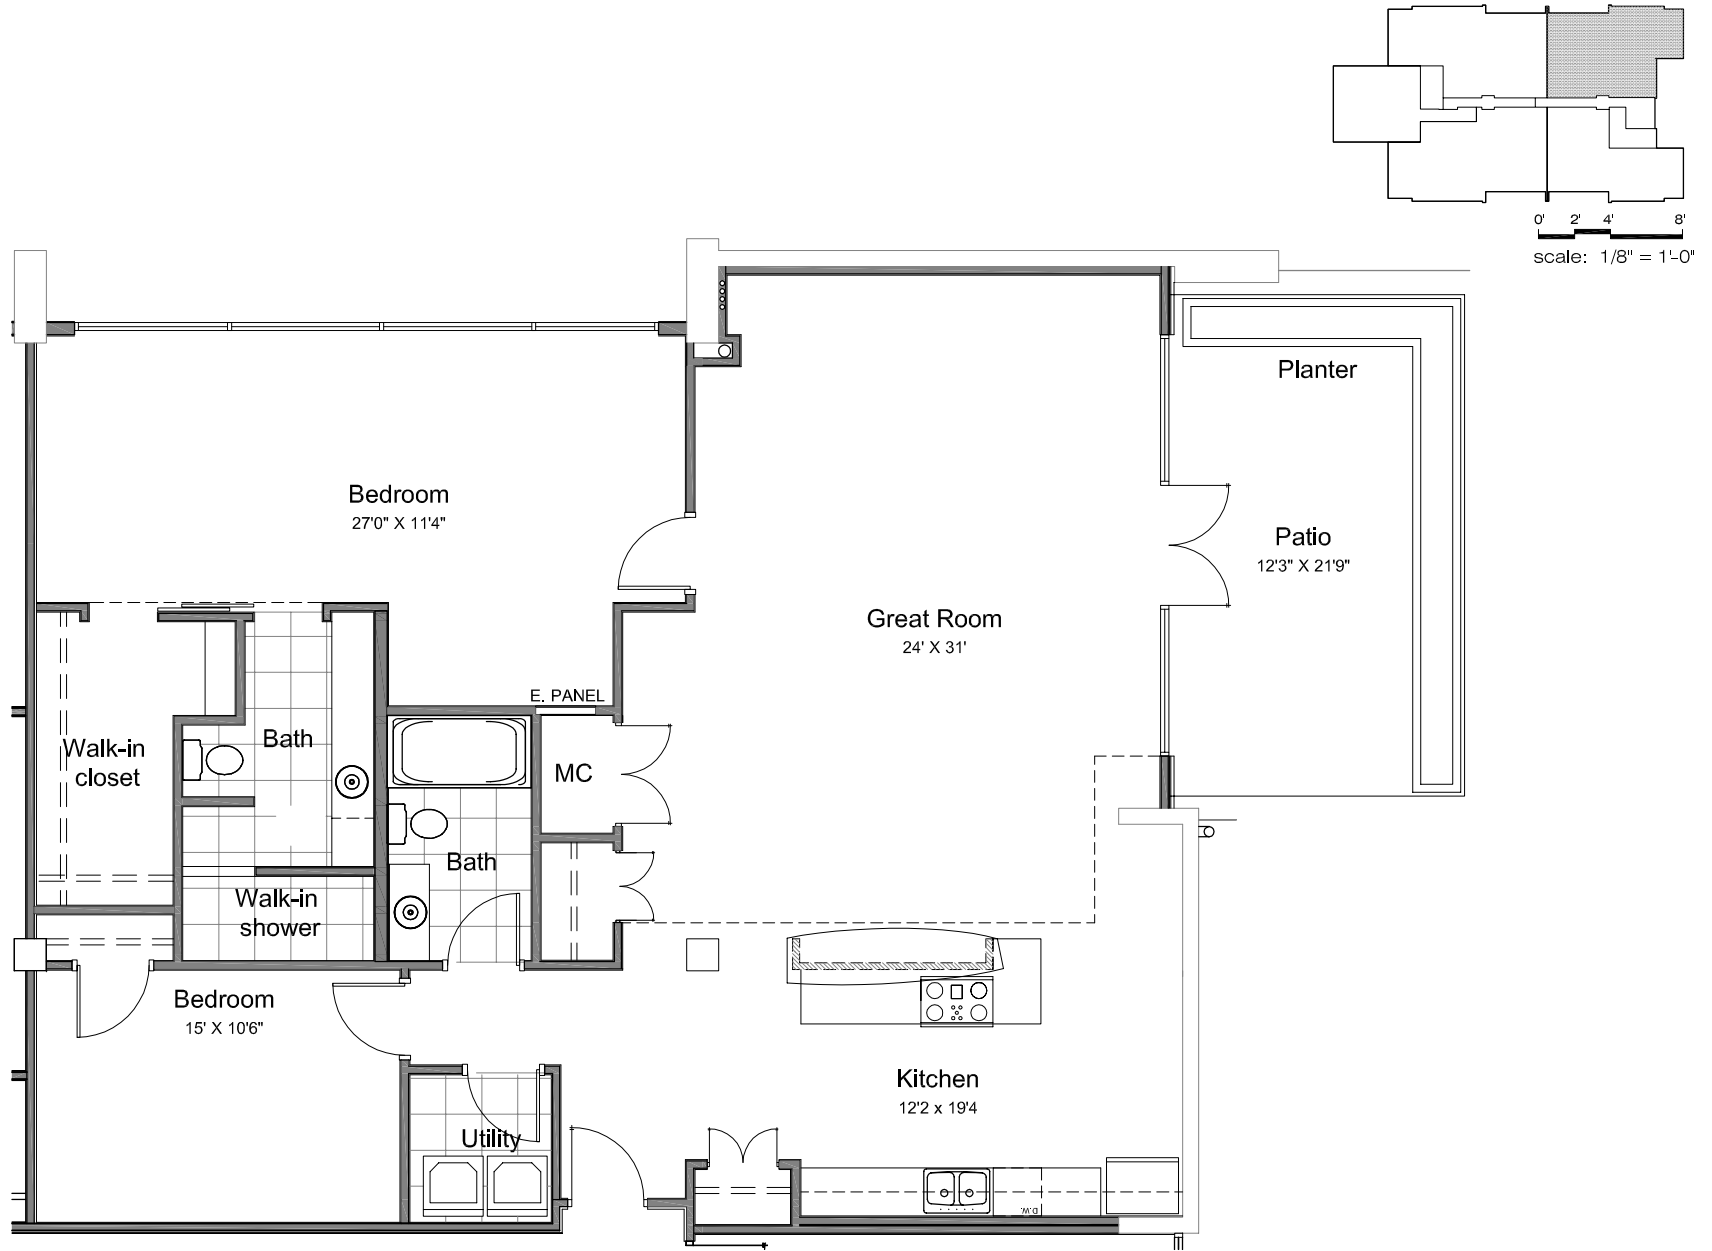 0' 2' 4' 8'
scale: 1/8" = 1'-0"
Planter
Bedroom
27'0" X 11'4"
Patio
12'3" X 21'9"
Great Room
24' X 31'
E. PANEL
Bath
Walk-in
closet
MC
Bath
Walk-in
shower
Bedroom
15' X 10'6"
Kitchen
12'2 x 19'4
Utility
D.W.